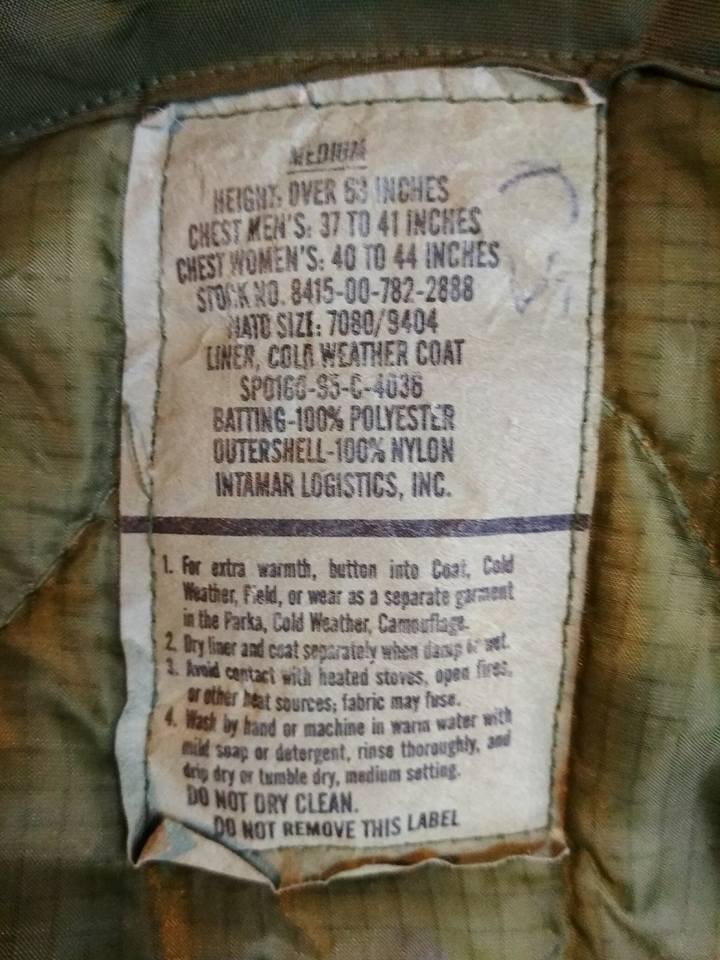 MEDIUM
HEIGHT: OVER 63 INCHES
CHEST MEN'S: 37 TO 41 INCHES
CHEST WOMEN'S: 40 TO 44 INCHES
STOCK NO. 8415-00-782-2888
NATO SIZE: 7080/9404
LINER, COLD WEATHER COAT
SPO100-95-C-4036
BATTING-100% POLYESTER
OUTERSHELL-100% NYLON
INTAMAR LOGISTICS, INC.
1. For extra warmth, button into Coat, Cold
Weather, Field, or wear as a separate garment
in the Parka, Cold Weather, Camouflage.
2. Dry liner and coat separately when damp or wet.
3. Avoid contact with heated stoves, open fires,
or other heat sources; fabric may fuse.
4. Wash by hand or machine in warm water with
mild soap or detergent, rinse thoroughly, and
drip dry or tumble dry, medium setting.
DO NOT DRY CLEAN.
DO NOT REMOVE THIS LABEL